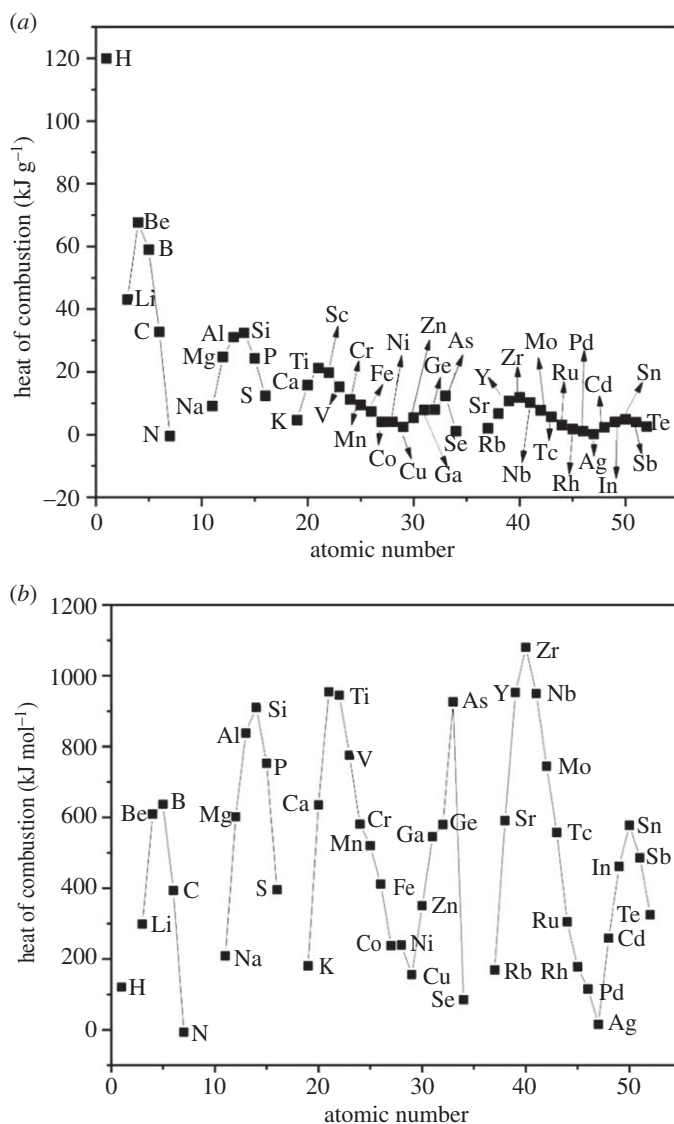 (a)
120
100
80
60
40
20
0
−20
heat of combustion (kJ g−1)
H
Be
B
Li
C
N
Al
Si
Mg
P
Na
S
Sc
Ti
Ca
K
V
Cr
Mn
Fe
Ni
Co
Cu
Zn
Ga
Ge
As
Se
Y
Sr
Rb
Zr
Nb
Mo
Tc
Ru
Rh
Pd
Ag
Cd
In
Sn
Sb
Te
0 10 20 30 40 50
atomic number
(b)
1200
1000
800
600
400
200
0
heat of combustion (kJ mol−1)
H
Be
B
Li
C
N
Si
Al
P
Mg
S
Na
Ti
V
Ca
Cr
Mn
Fe
K
Co
Ni
Cu
As
Ga
Ge
Zn
Se
Zr
Y
Nb
Mo
Sr
Tc
Ru
Rb
Rh
Pd
Ag
Sn
In
Sb
Te
Cd
0 10 20 30 40 50
atomic number